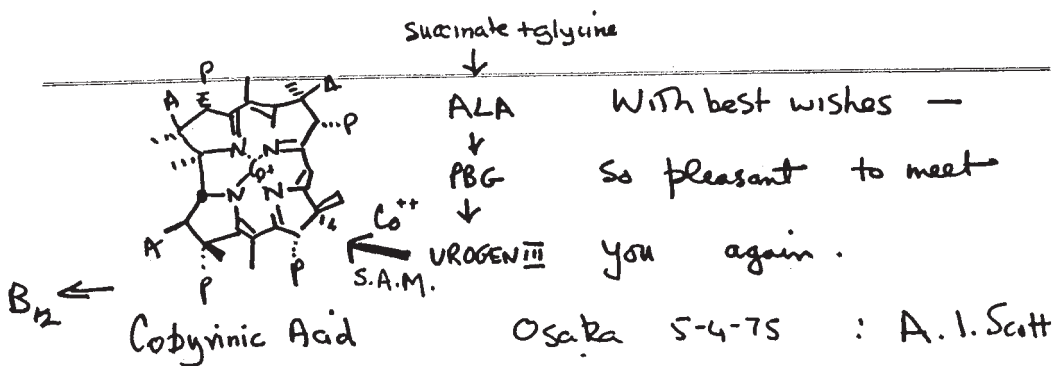 succinate + glycine
ALA
PBG
UROGEN III
Co++
S.A.M.
P
A
A
P
N
N
Co+
N
N
A
P
P
Cobyrinic Acid
B12
With best wishes —
So pleasant to meet
you again.
Osaka 5-4-75 : A. I. Scott